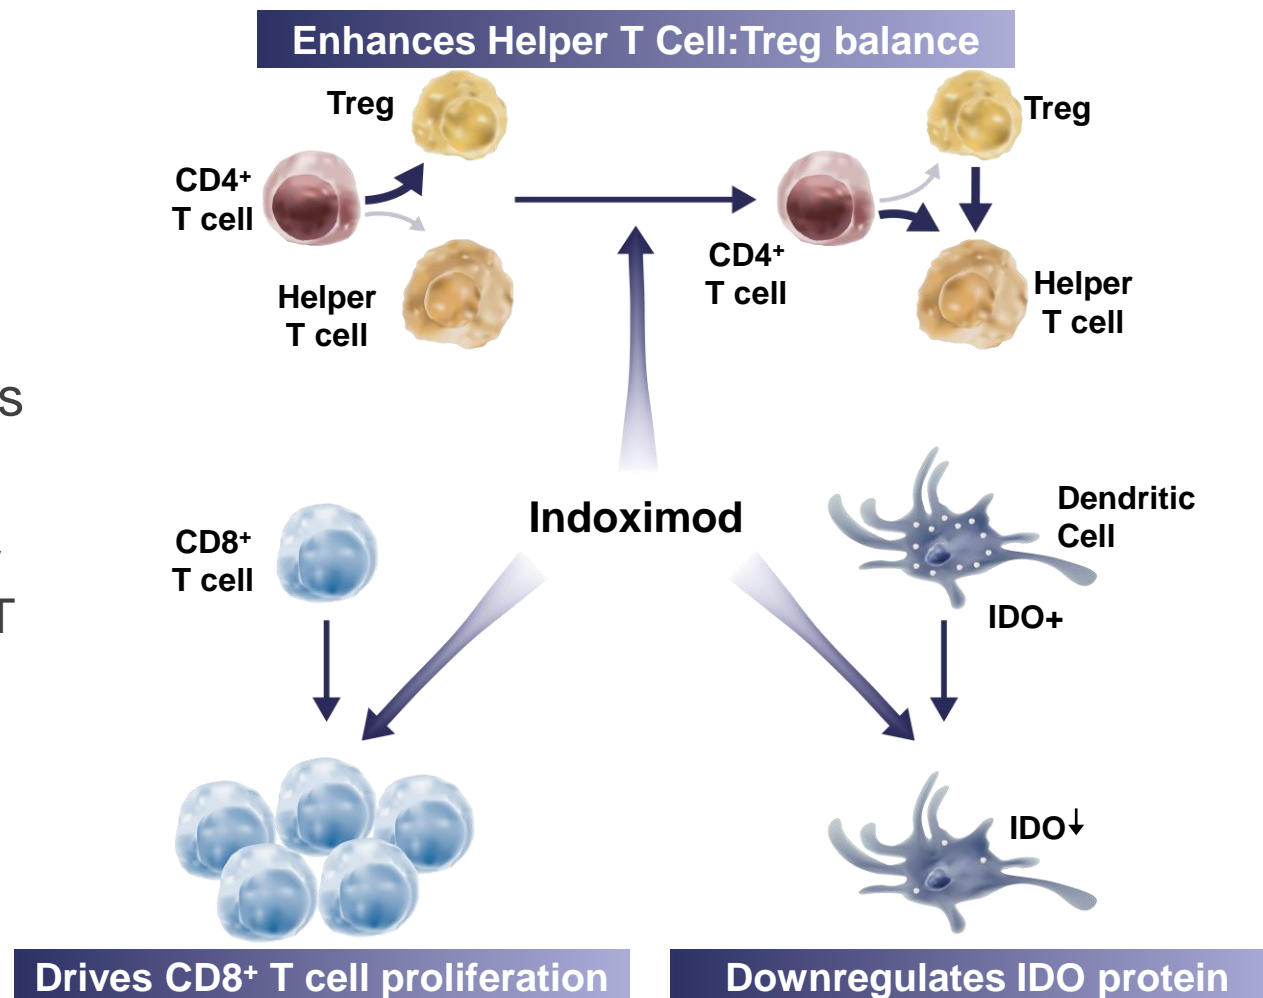 Enhances Helper T Cell:Treg balance
Treg
CD4+
T cell
Helper
T cell
Treg
CD4+
T cell
Helper
T cell
s
Indoximod
CD8+
T cell
Dendritic
Cell
IDO+
T
IDO↓
Drives CD8+ T cell proliferation
Downregulates IDO protein